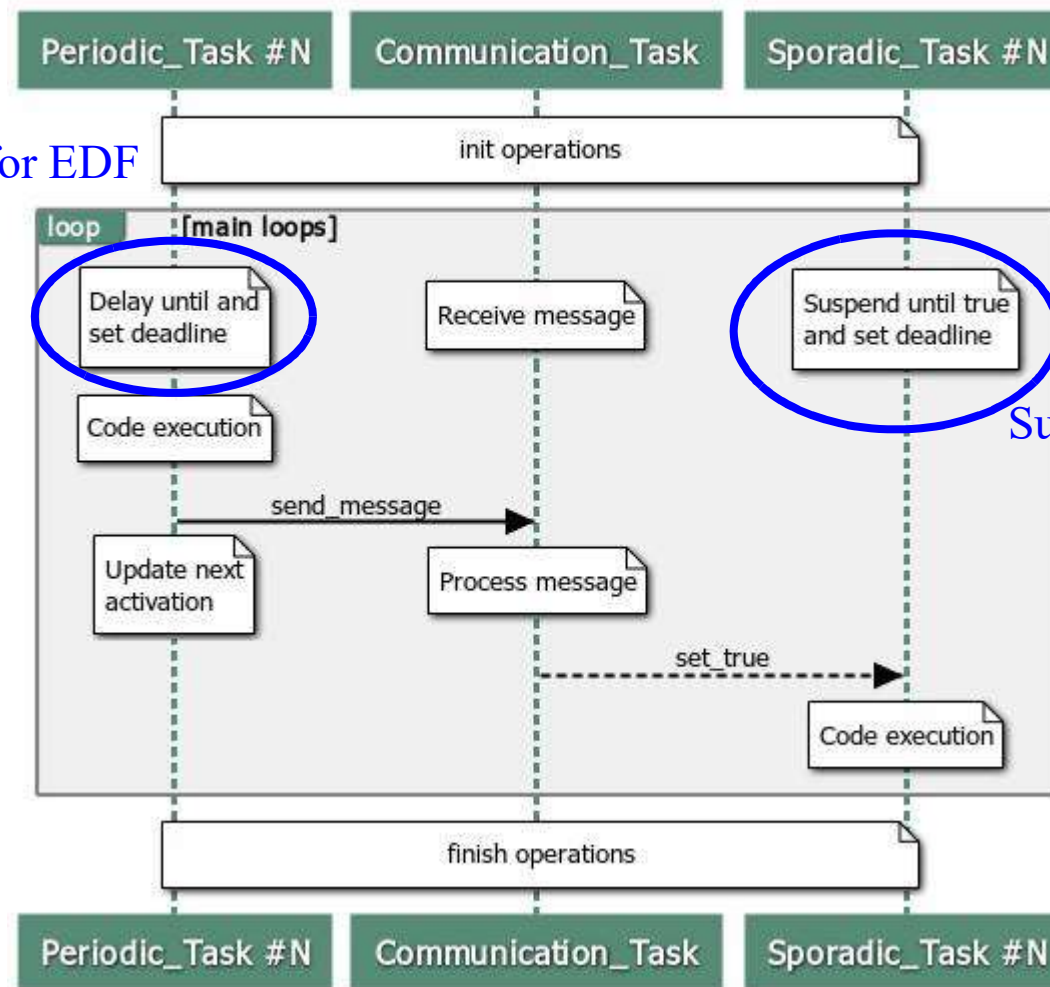 Periodic_Task #N
Communication_Task
Sporadic_Task #N
init operations
for EDF
loop
[main loops]
Delay until and
set deadline
Receive message
Suspend until true
and set deadline
Code execution
Su
send_message
Update next
activation
Process message
set_true
Code execution
finish operations
Periodic_Task #N
Communication_Task
Sporadic_Task #N